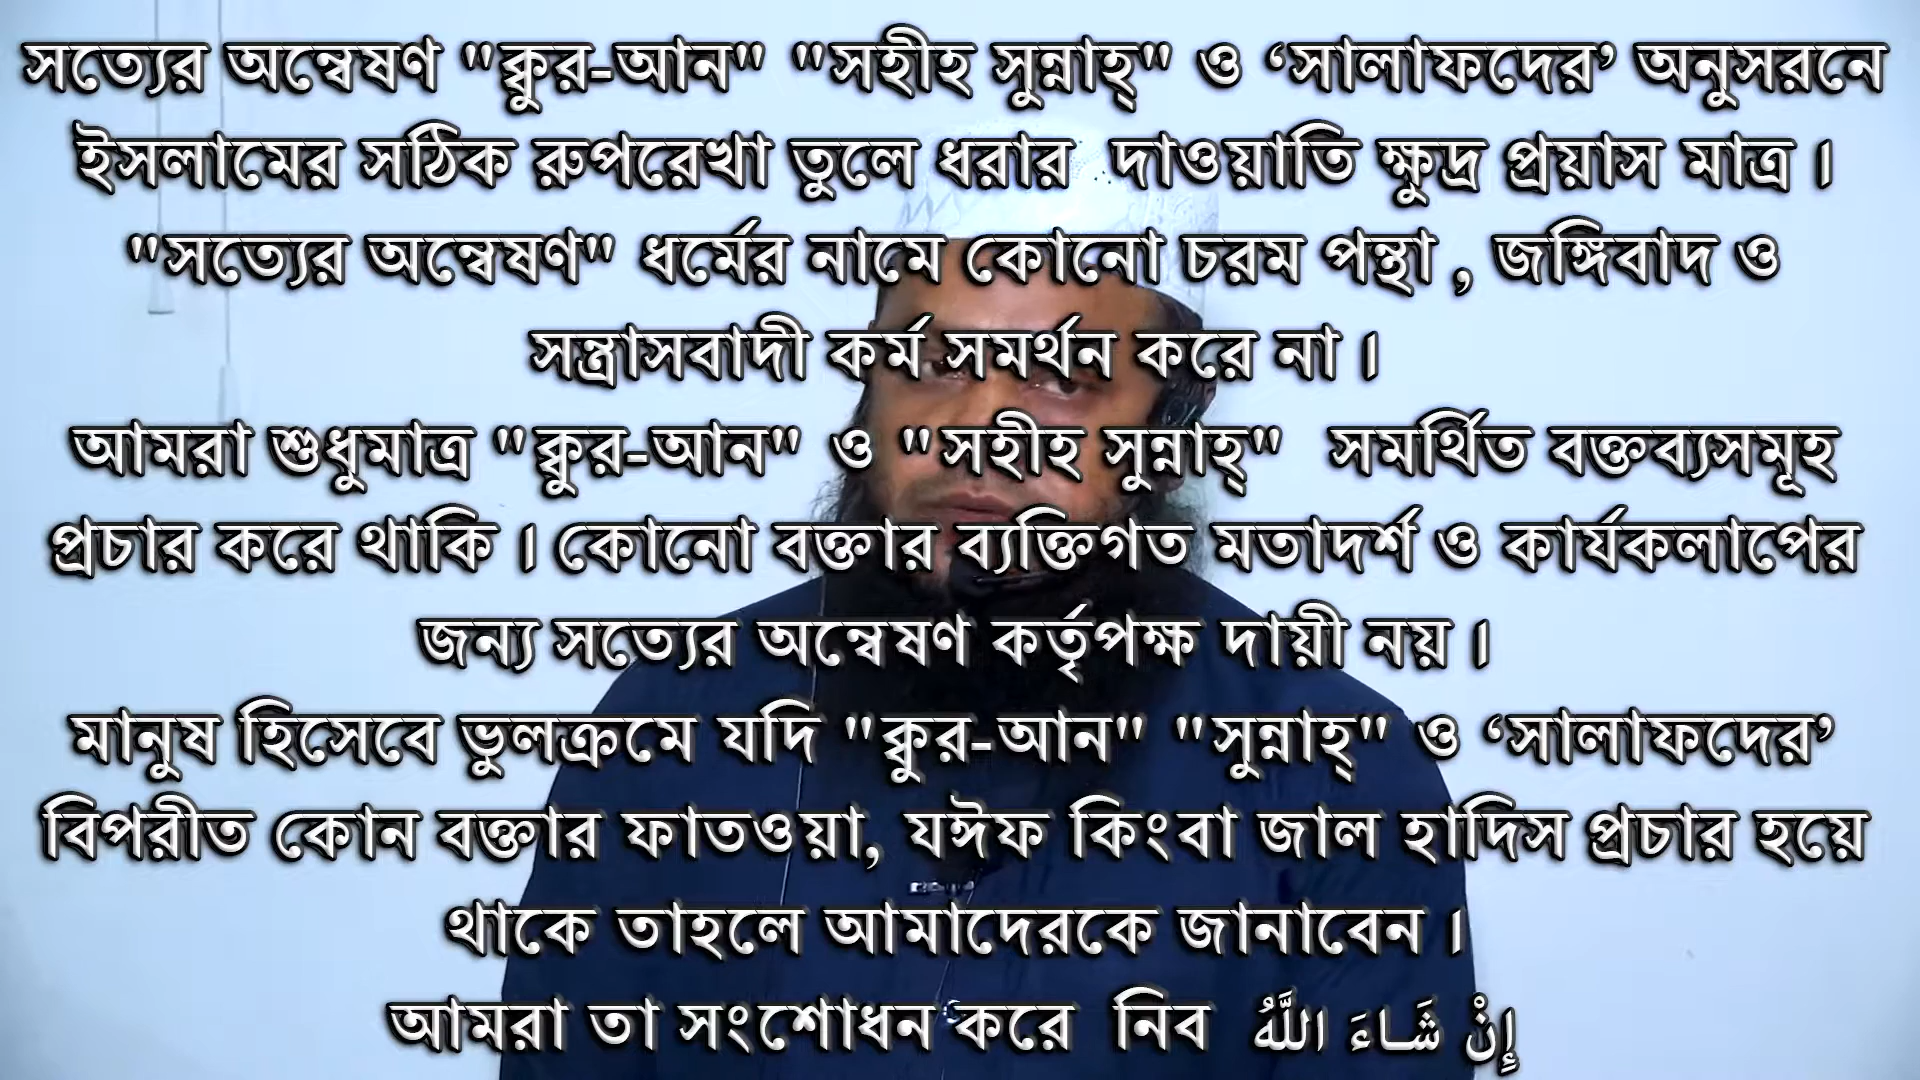 সত্যের অন্বেষণ "ক্বুর-আন" "সহীহ সুন্নাহ্" ও ‘সালাফদের’ অনুসরনে
ইসলামের সঠিক রুপরেখা তুলে ধরার দাওয়াতি ক্ষুদ্র প্রয়াস মাত্র ।
"সত্যের অন্বেষণ" ধর্মের নামে কোনো চরম পন্থা , জঙ্গিবাদ ও
সন্ত্রাসবাদী কর্ম সমর্থন করে না ।
আমরা শুধুমাত্র "ক্বুর-আন" ও "সহীহ সুন্নাহ্" সমর্থিত বক্তব্যসমূহ
প্রচার করে থাকি । কোনো বক্তার ব্যক্তিগত মতাদর্শ ও কার্যকলাপের
জন্য সত্যের অন্বেষণ কর্তৃপক্ষ দায়ী নয় ।
মানুষ হিসেবে ভুলক্রমে যদি "ক্বুর-আন" "সুন্নাহ্" ও ‘সালাফদের’
বিপরীত কোন বক্তার ফাতওয়া, যঈফ কিংবা জাল হাদিস প্রচার হয়ে
থাকে তাহলে আমাদেরকে জানাবেন ।
আমরা তা সংশোধন করে নিব إِنْ شَاءَ اللَّهُ